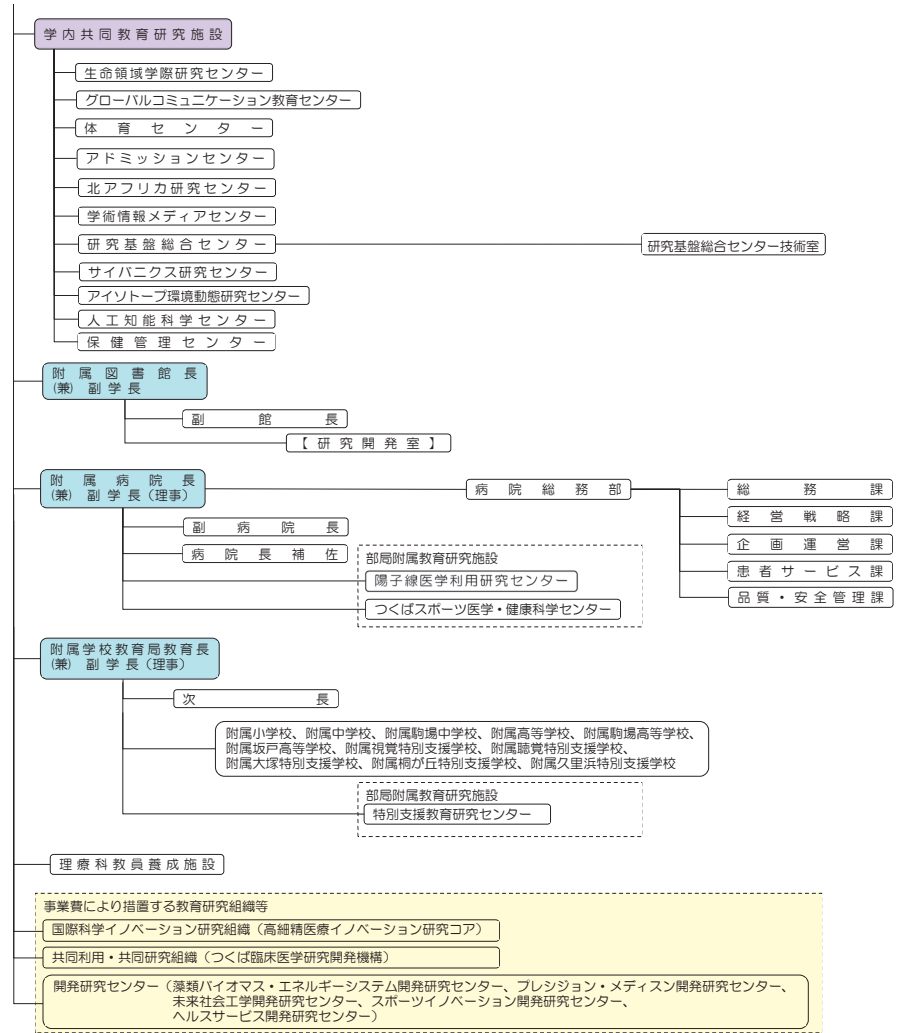 学内共同教育研究施設
生命領域学際研究センター
グローバルコミュニケーション教育センター
体育センター
アドミッションセンター
北アフリカ研究センター
学術情報メディアセンター
研究基盤総合センター
研究基盤総合センター技術室
サイバニクス研究センター
アイソトープ環境動態研究センター
人工知能科学センター
保健管理センター
附属図書館長
(兼) 副学長
副館長
【研究開発室】
附属病院長
(兼) 副学長(理事)
病院総務部
総務課
経営戦略課
企画運営課
患者サービス課
品質・安全管理課
副病院長
病院長補佐
部局附属教育研究施設
陽子線医学利用研究センター
つくばスポーツ医学・健康科学センター
附属学校教育局教育長
(兼) 副学長(理事)
次長
附属小学校、附属中学校、附属駒場中学校、附属高等学校、附属駒場高等学校、
附属坂戸高等学校、附属視覚特別支援学校、附属聴覚特別支援学校、
附属大塚特別支援学校、附属桐が丘特別支援学校、附属久里浜特別支援学校
部局附属教育研究施設
特別支援教育研究センター
理療科教員養成施設
事業費により措置する教育研究組織等
国際科学イノベーション研究組織(高細精医療イノベーション研究コア)
共同利用・共同研究組織(つくば臨床医学研究開発機構)
開発研究センター(藻類バイオマス・エネルギーシステム開発研究センター、プレシジョン・メディスン開発研究センター、
未来社会工学開発研究センター、スポーツイノベーション開発研究センター、
ヘルスサービス開発研究センター)